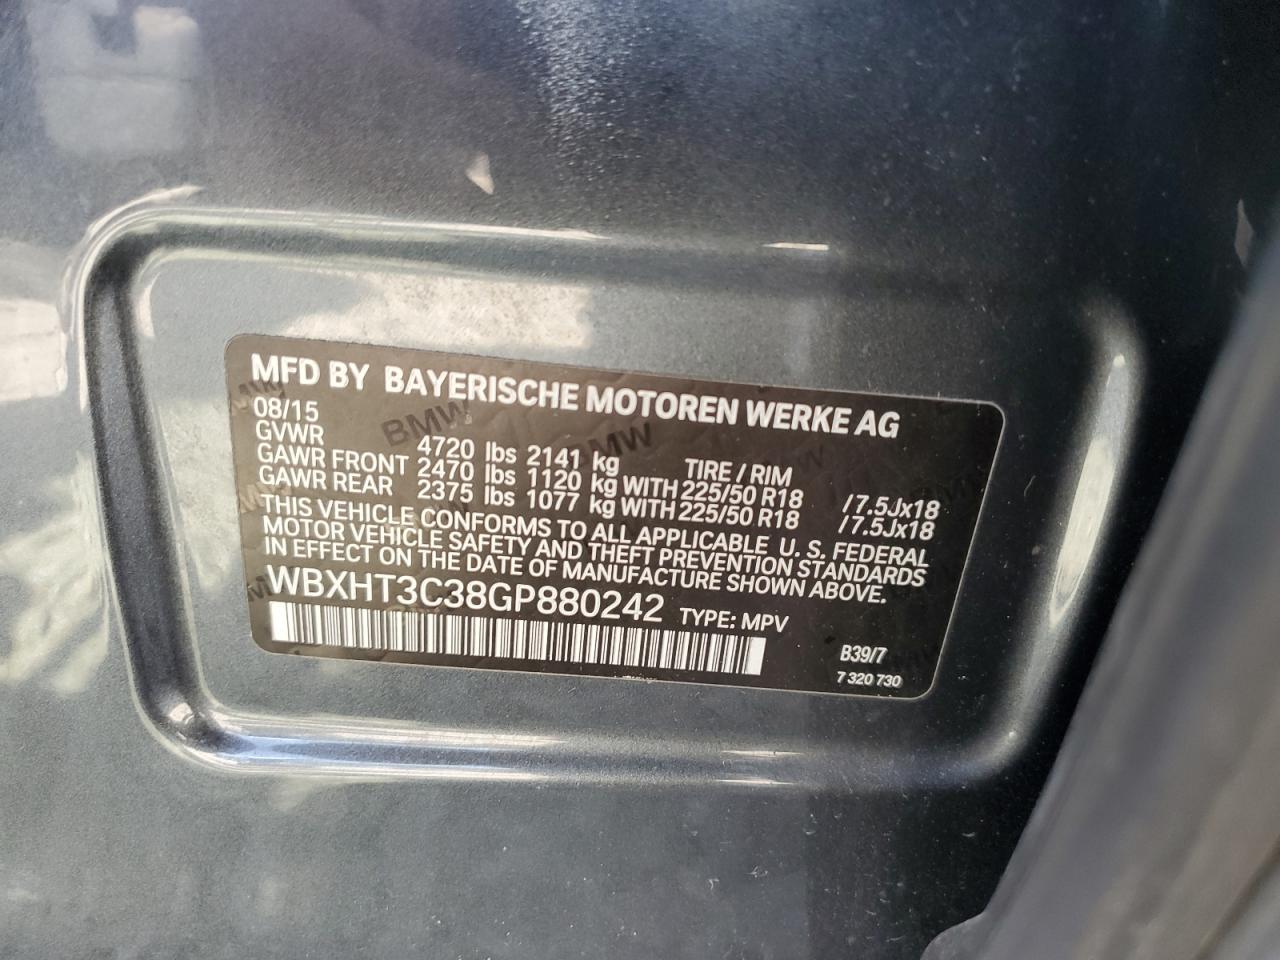 MFD BY BAYERISCHE MOTOREN WERKE AG
08/15
GVWR 4720 lbs 2141 kg TIRE / RIM
GAWR FRONT 2470 lbs 1120 kg WITH 225/50 R18 /7.5Jx18
GAWR REAR 2375 lbs 1077 kg WITH 225/50 R18 /7.5Jx18
THIS VEHICLE CONFORMS TO ALL APPLICABLE U. S. FEDERAL
MOTOR VEHICLE SAFETY AND THEFT PREVENTION STANDARDS
IN EFFECT ON THE DATE OF MANUFACTURE SHOWN ABOVE.
WBXHT3C38GP880242 TYPE: MPV
B39/7
7 320 730
BMW
BMW